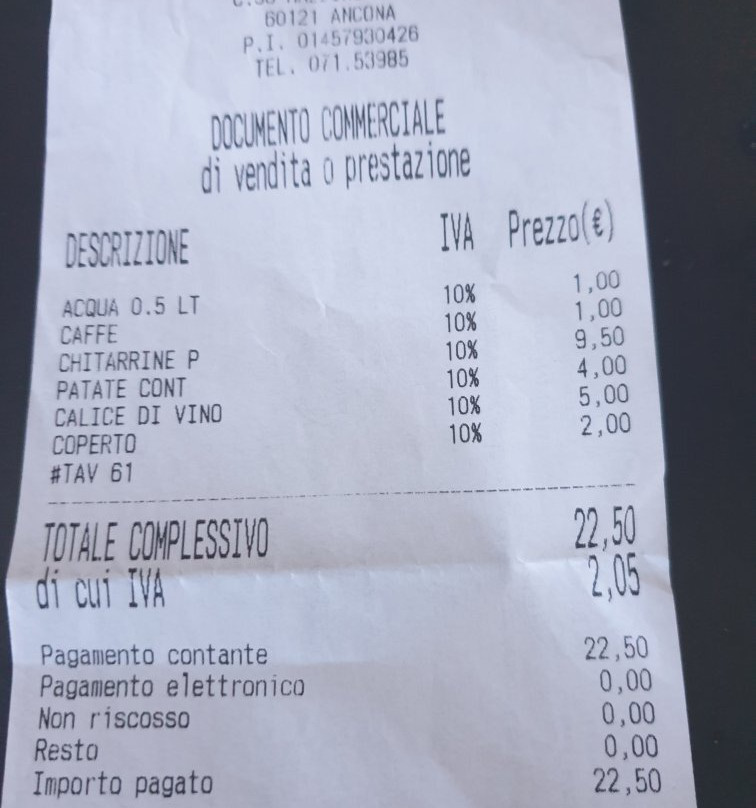 60121 ANCONA
P.I. 01457930426
TEL. 071.53985
DOCUMENTO COMMERCIALE
di vendita o prestazione
DESCRIZIONE IVA Prezzo(€)
ACQUA 0.5 LT 10% 1,00
CAFFE 10% 1,00
CHITARRINE P 10% 9,50
PATATE CONT 10% 4,00
CALICE DI VINO 10% 5,00
COPERTO 10% 2,00
#TAV 61
TOTALE COMPLESSIVO 22,50
di cui IVA 2,05
Pagamento contante 22,50
Pagamento elettronico 0,00
Non riscosso 0,00
Resto 0,00
Importo pagato 22,50